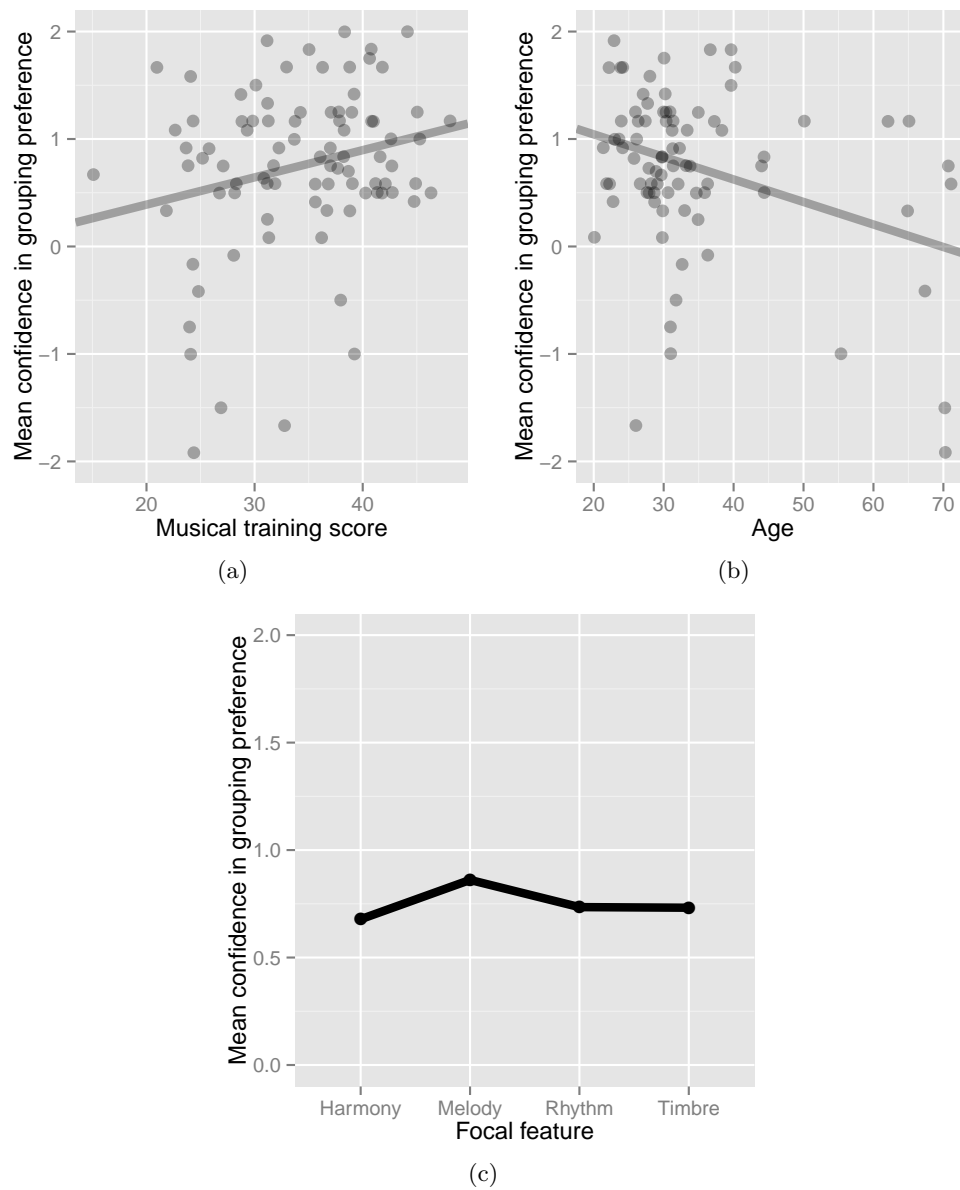 Mean confidence in grouping preference
2
1
0
−1
−2
20
30
40
Musical training score
(a)
Mean confidence in grouping preference
2
1
0
−1
−2
20
30
40
50
60
70
Age
(b)
Mean confidence in grouping preference
2.0
1.5
1.0
0.5
0.0
Harmony
Melody
Rhythm
Timbre
Focal feature
(c)